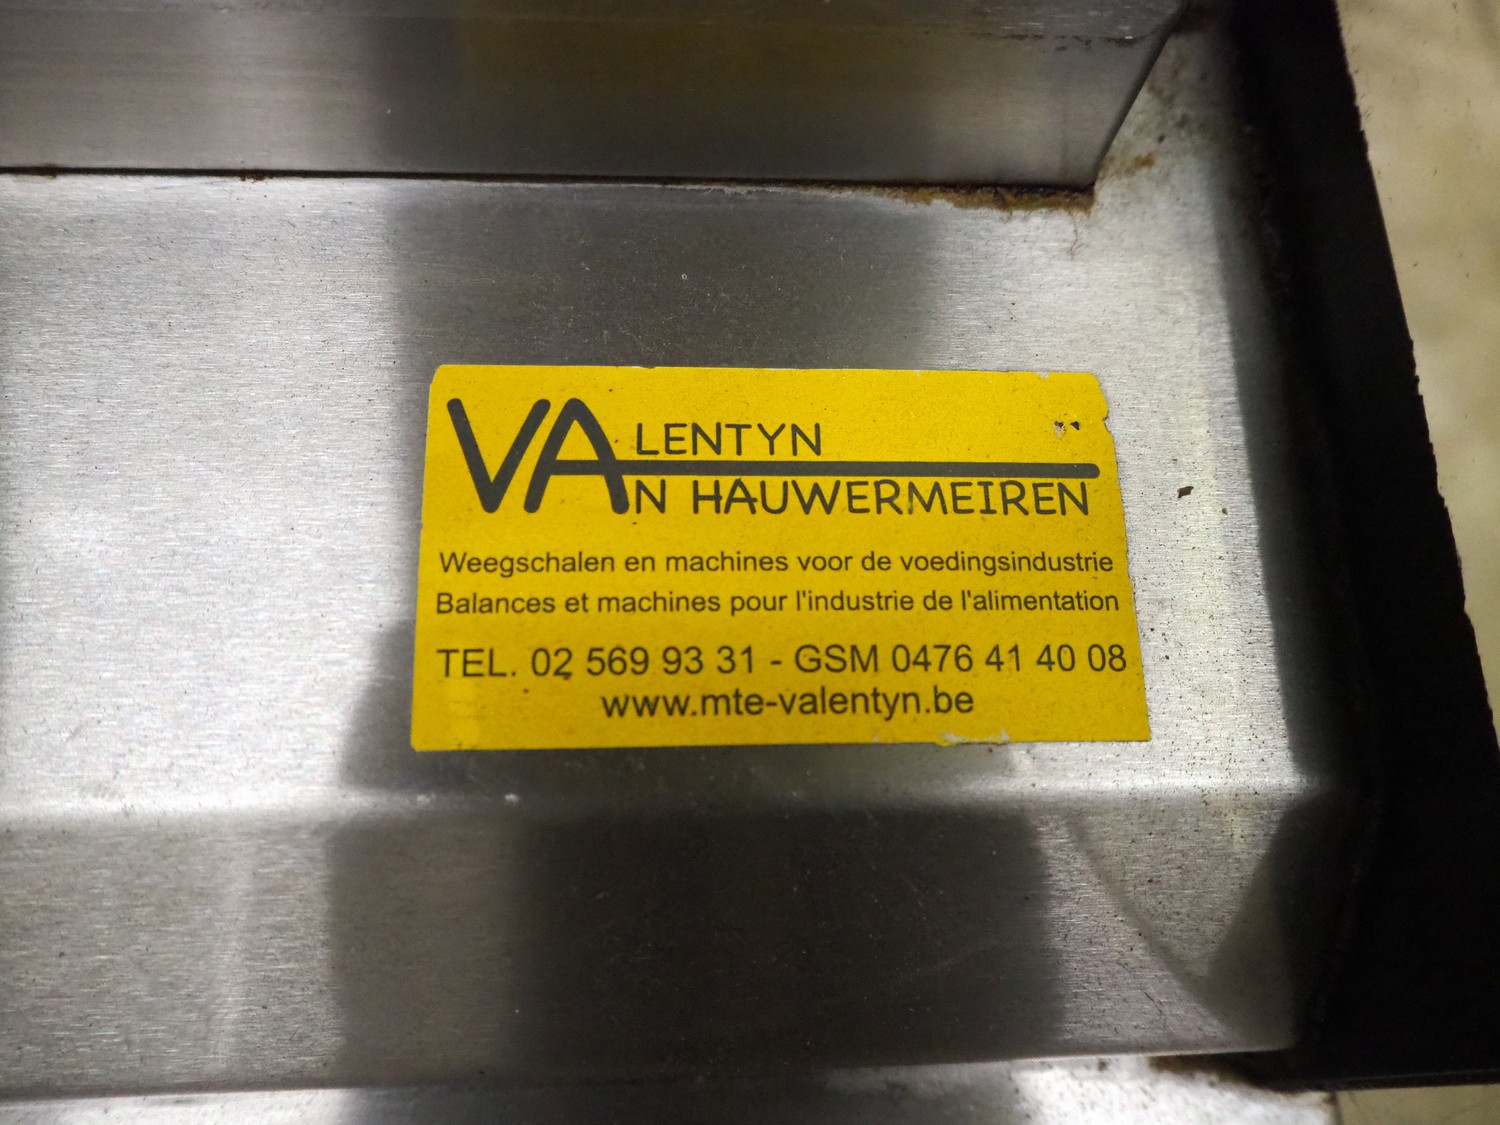 VALENTYN
VAN HAUWERMEIREN
Weegschalen en machines voor de voedingsindustrie
Balances et machines pour l'industrie de l'alimentation
TEL. 02 569 93 31 - GSM 0476 41 40 08
www.mte-valentyn.be